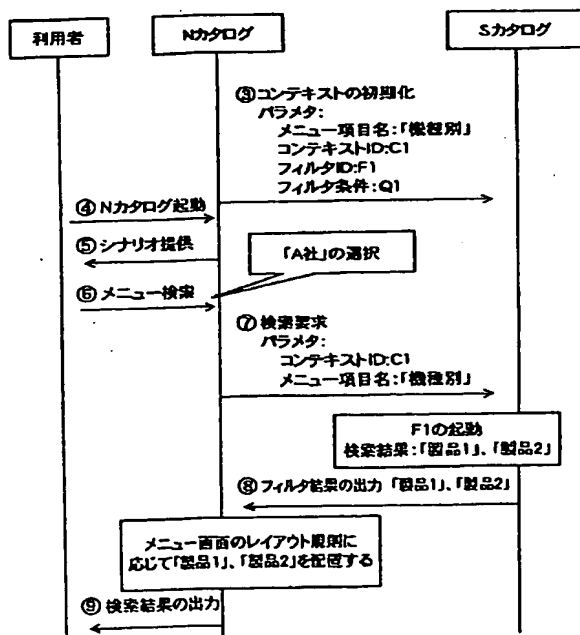 利用者
Nカタログ
Sカタログ
③コンテキストの初期化
パラメタ:
メニュー項目名:「機種別」
コンテキストID:C1
フィルタID:F1
フィルタ条件:Q1
④Nカタログ起動
⑤シナリオ提供
「A社」の選択
⑥メニュー検索
⑦検索要求
パラメタ:
コンテキストID:C1
メニュー項目名:「機種別」
F1の起動
検索結果:「製品1」、「製品2」
⑧フィルタ結果の出力「製品1」、「製品2」
メニュー画面のレイアウト規則に
応じて「製品1」、「製品2」を配置する
⑨検索結果の出力